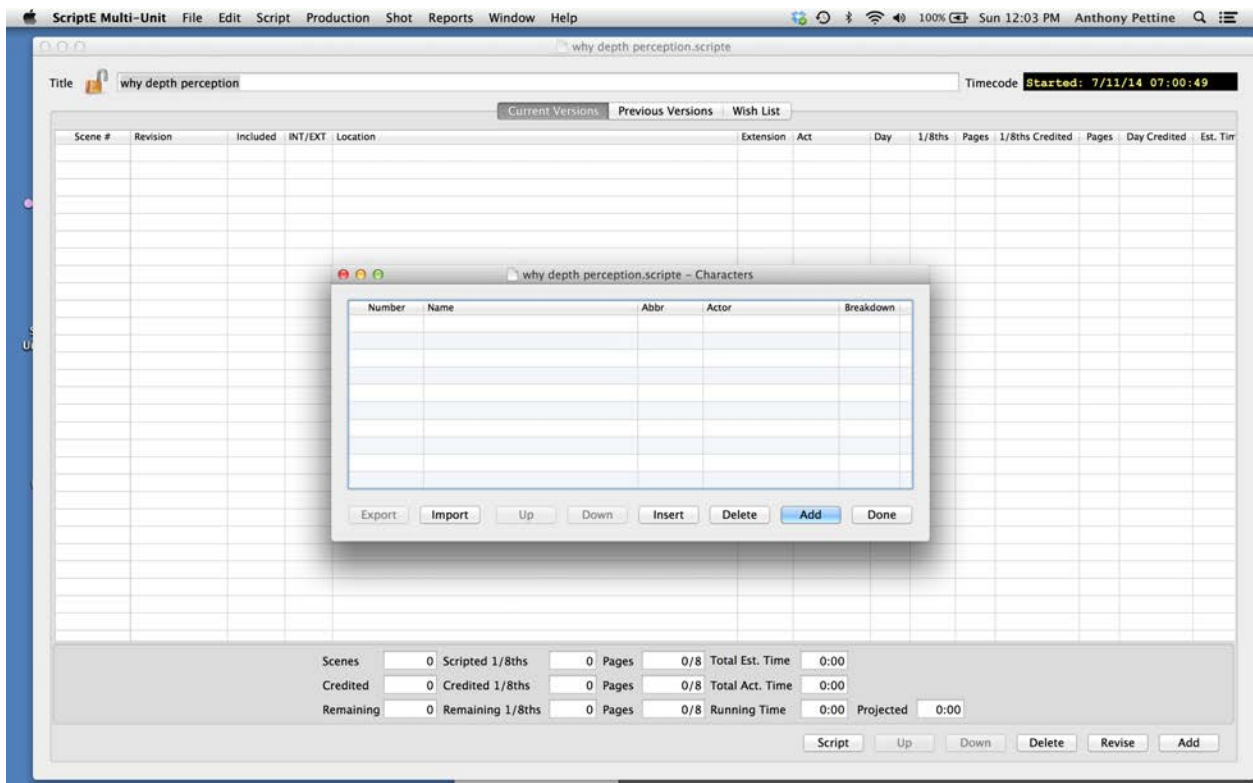 ScriptE Multi-Unit File Edit Script Production Shot Reports Window Help 100% Sun 12:03 PM Anthony Pettine
why depth perception.scripte
Title why depth perception Timecode Started: 7/11/14 07:00:49
Current Versions Previous Versions Wish List
Scene # Revision Included INT/EXT Location Extension Act Day 1/8ths Pages 1/8ths Credited Pages Day Credited Est. Tim
why depth perception.scripte – Characters
Number Name Abbr Actor Breakdown
Export Import Up Down Insert Delete Add Done
Scenes 0 Scripted 1/8ths 0 Pages 0/8 Total Est. Time 0:00
Credited 0 Credited 1/8ths 0 Pages 0/8 Total Act. Time 0:00
Remaining 0 Remaining 1/8ths 0 Pages 0/8 Running Time 0:00 Projected 0:00
Script Up Down Delete Revise Add